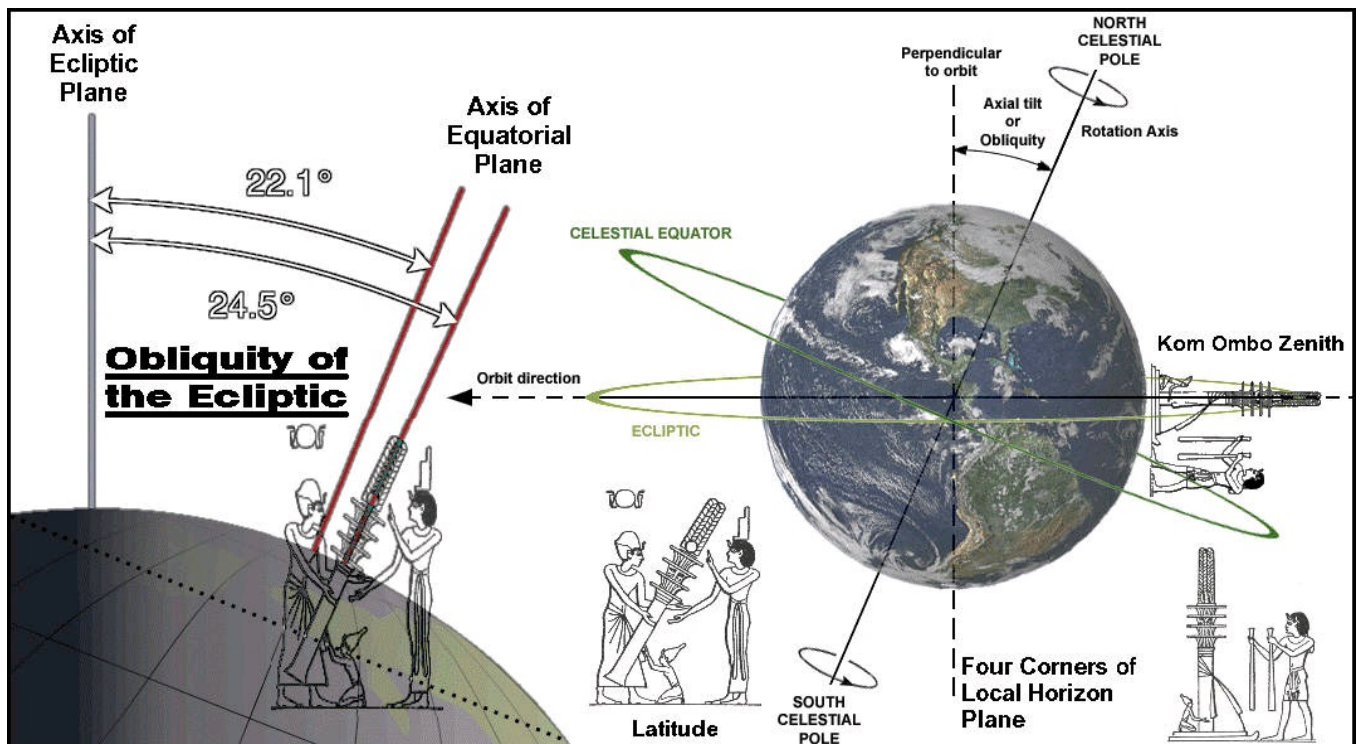 Axis of
Ecliptic
Plane
22.1°
24.5°
Axis of
Equatorial
Plane
Obliquity of
the Ecliptic
Perpendicular
to orbit
NORTH
CELESTIAL
POLE
Axial tilt
or
Obliquity
Rotation Axis
CELESTIAL EQUATOR
Orbit direction
ECLIPTIC
Kom Ombo Zenith
Latitude
SOUTH
CELESTIAL
POLE
Four Corners of
Local Horizon
Plane